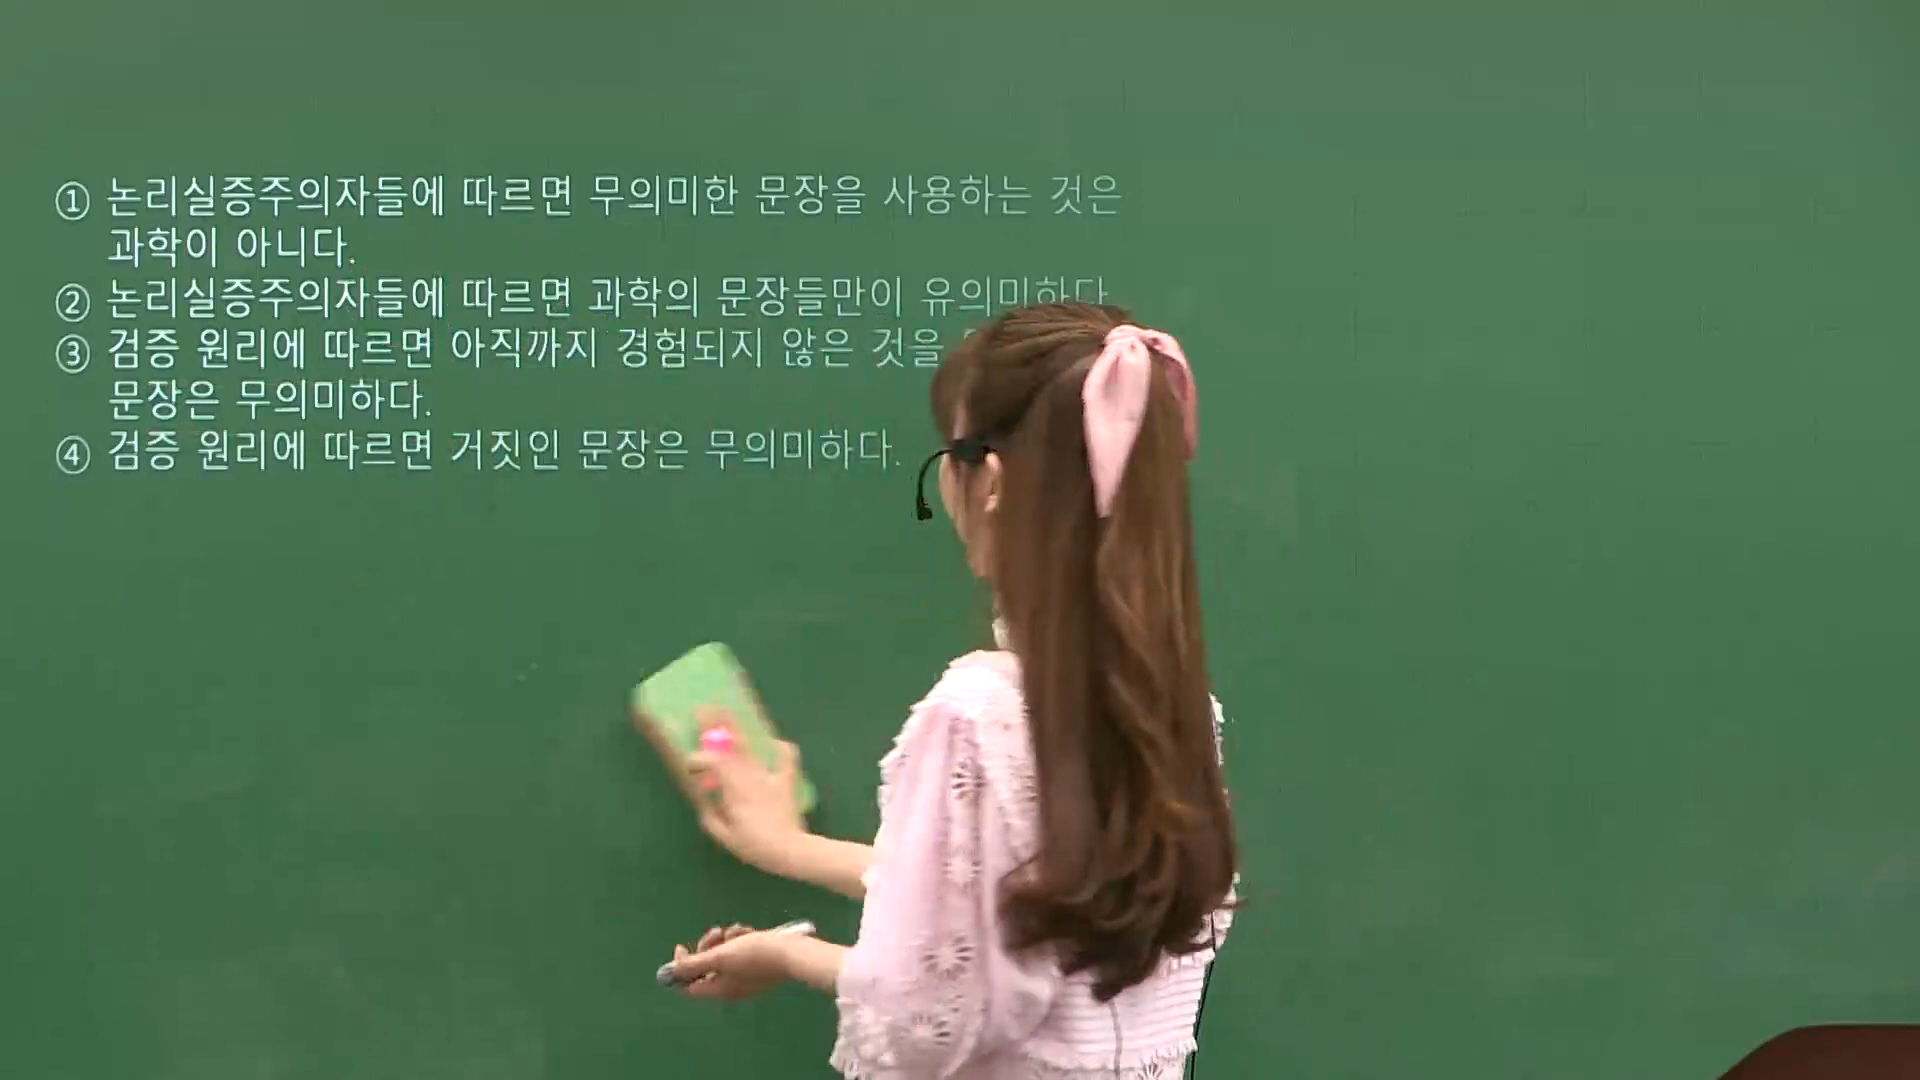 ① 논리실증주의자들에 따르면 무의미한 문장을 사용하는 것은
과학이 아니다.
② 논리실증주의자들에 따르면 과학의 문장들만이 유의미하다.
③ 검증 원리에 따르면 아직까지 경험되지 않은 것을
문장은 무의미하다.
④ 검증 원리에 따르면 거짓인 문장은 무의미하다.